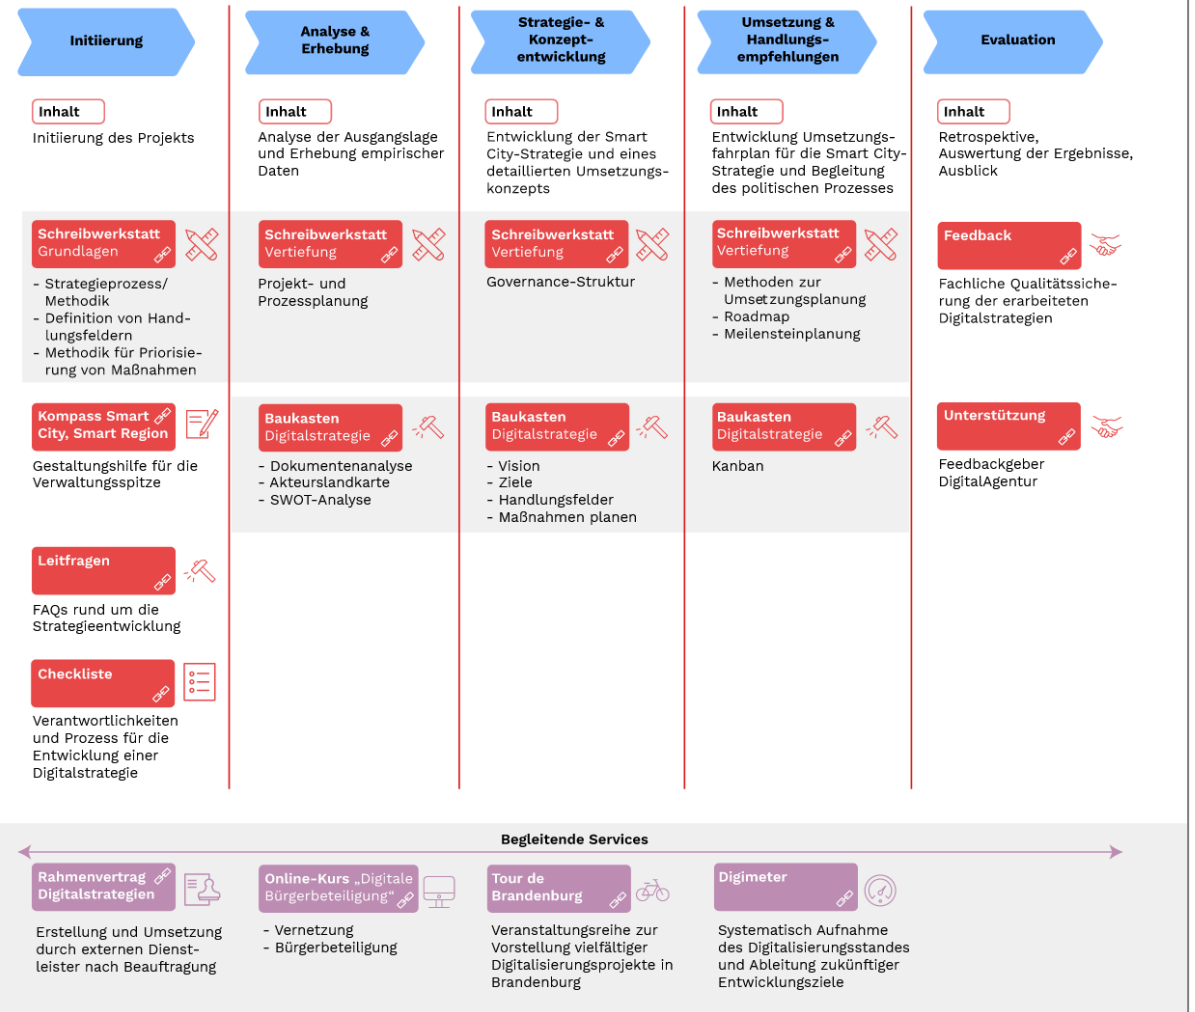 Initiierung
Inhalt
Initiierung des Projekts
Schreibwerkstatt
Grundlagen
- Strategieprozess/
Methodik
- Definition von Hand-
lungsfeldern
- Methodik für Priorisie-
rung von Maßnahmen
Kompass Smart
City, Smart Region
Gestaltungshilfe für die
Verwaltungsspitze
Leitfragen
FAQs rund um die
Strategieentwicklung
Checkliste
Verantwortlichkeiten
und Prozess für die
Entwicklung einer
Digitalstrategie
Analyse &
Erhebung
Inhalt
Analyse der Ausgangslage
und Erhebung empirischer
Daten
Schreibwerkstatt
Vertiefung
Projekt- und
Prozessplanung
Baukasten
Digitalstrategie
- Dokumentenanalyse
- Akteurslandkarte
- SWOT-Analyse
Strategie- &
Konzept-
entwicklung
Inhalt
Entwicklung der Smart
City-Strategie und eines
detaillierten Umsetzungs-
konzepts
Schreibwerkstatt
Vertiefung
Governance-Struktur
Baukasten
Digitalstrategie
- Vision
- Ziele
- Handlungsfelder
- Maßnahmen planen
Umsetzung &
Handlungs-
empfehlungen
Inhalt
Entwicklung Umsetzungs-
fahrplan für die Smart City-
Strategie und Begleitung
des politischen Prozesses
Schreibwerkstatt
Vertiefung
- Methoden zur
Umsetzungsplanung
- Roadmap
- Meilensteinplanung
Baukasten
Digitalstrategie
Kanban
Evaluation
Inhalt
Retrospektive,
Auswertung der Ergebnisse,
Ausblick
Feedback
Fachliche Qualitätssiche-
rung der erarbeiteten
Digitalstrategien
Unterstützung
Feedbackgeber
DigitalAgentur
Begleitende Services
Rahmenvertrag
Digitalstrategien
Erstellung und Umsetzung
durch externen Dienst-
leister nach Beauftragung
Online-Kurs „Digitale
Bürgerbeteiligung“
- Vernetzung
- Bürgerbeteiligung
Tour de
Brandenburg
Veranstaltungsreihe zur
Vorstellung vielfältiger
Digitalisierungsprojekte in
Brandenburg
Digimeter
Systematisch Aufnahme
des Digitalisierungsstandes
und Ableitung zukünftiger
Entwicklungsziele